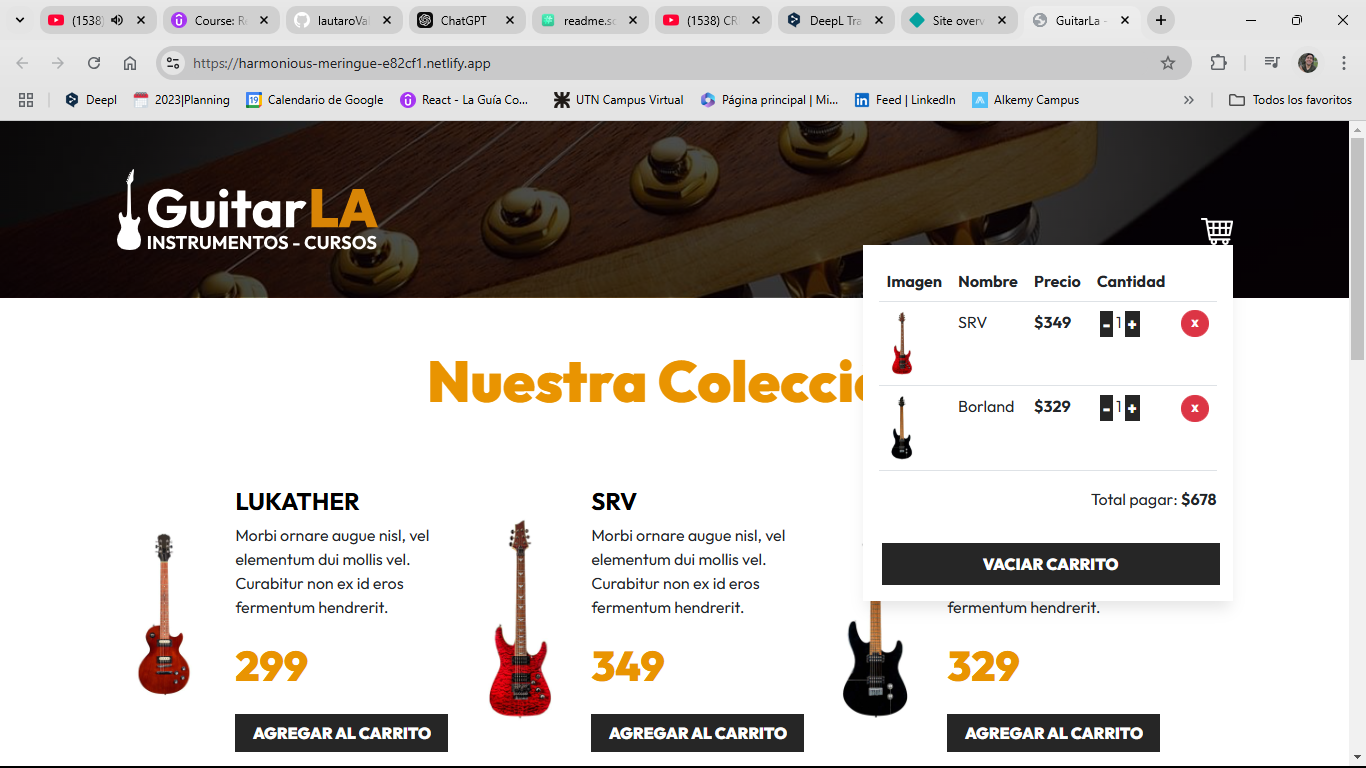 (1538)
Course: R
lautaroVal
ChatGPT
readme.so
(1538) CR
DeepL Tra
Site overv
GuitarLa -
https://harmonious-meringue-e82cf1.netlify.app
Deepl
2023|Planning
Calendario de Google
React - La Guía Co...
UTN Campus Virtual
Página principal | Mi...
Feed | LinkedIn
Alkemy Campus
Todos los favoritos
GuitarLA
INSTRUMENTOS - CURSOS
Imagen Nombre Precio Cantidad
SRV $349 - 1 + x
Borland $329 - 1 + x
Total pagar: $678
VACIAR CARRITO
Nuestra Colecci
LUKATHER
Morbi ornare augue nisl, vel
elementum dui mollis vel.
Curabitur non ex id eros
fermentum hendrerit.
299
AGREGAR AL CARRITO
SRV
Morbi ornare augue nisl, vel
elementum dui mollis vel.
Curabitur non ex id eros
fermentum hendrerit.
349
AGREGAR AL CARRITO
fermentum hendrerit.
329
AGREGAR AL CARRITO